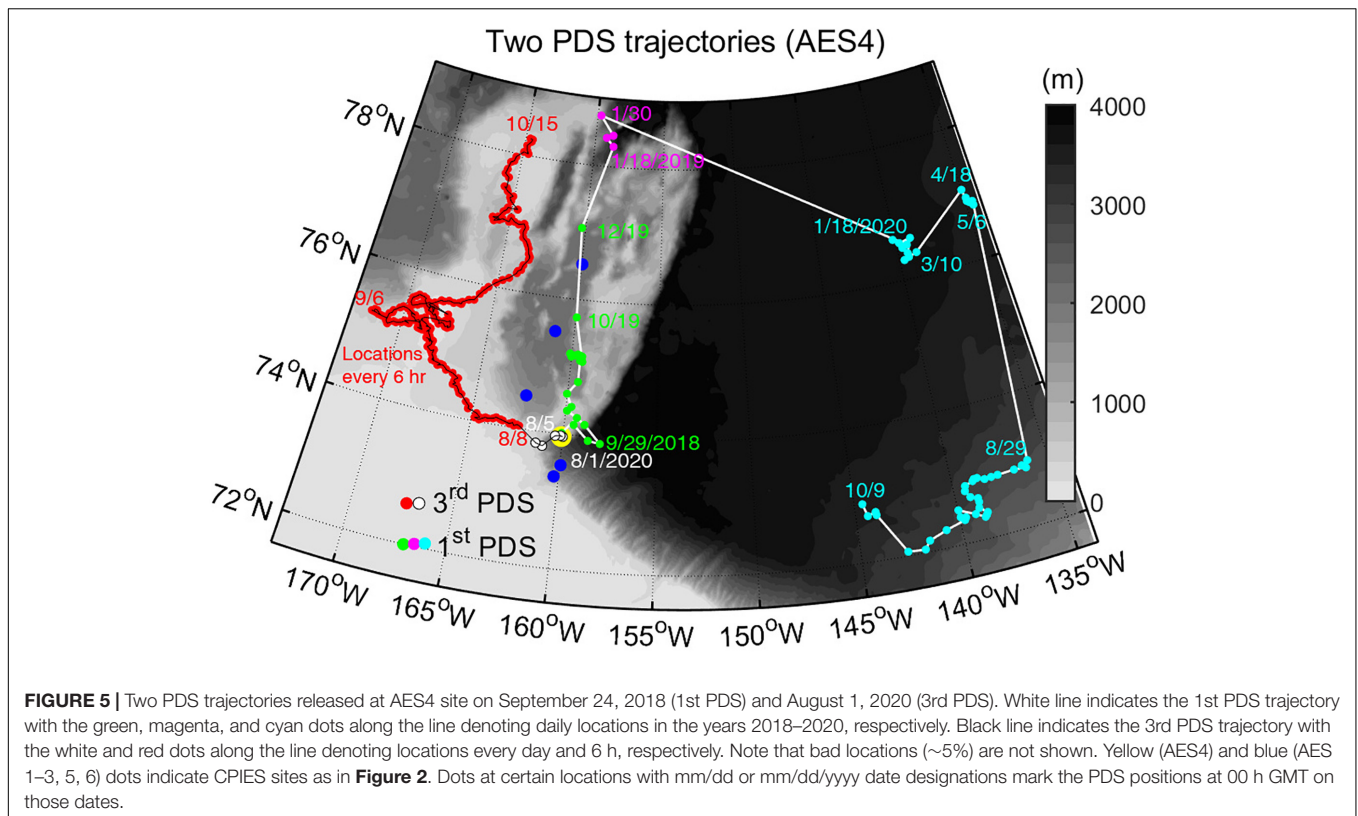 Two PDS trajectories (AES4)
(m)
4000
3000
2000
1000
0
78°N
76°N
74°N
72°N
170°W
165°W
160°W
155°W
150°W
145°W
140°W
135°W
10/15
1/30
1/18/2019
12/19
10/19
9/6
Locations
every 6 hr
8/8
8/5
9/29/2018
8/1/2020
4/18
5/6
1/18/2020
3/10
8/29
10/9
3rd PDS
1st PDS
FIGURE 5 | Two PDS trajectories released at AES4 site on September 24, 2018 (1st PDS) and August 1, 2020 (3rd PDS). White line indicates the 1st PDS trajectory
with the green, magenta, and cyan dots along the line denoting daily locations in the years 2018–2020, respectively. Black line indicates the 3rd PDS trajectory with
the white and red dots along the line denoting locations every day and 6 h, respectively. Note that bad locations (~5%) are not shown. Yellow (AES4) and blue (AES
1–3, 5, 6) dots indicate CPIES sites as in Figure 2. Dots at certain locations with mm/dd or mm/dd/yyyy date designations mark the PDS positions at 00 h GMT on
those dates.